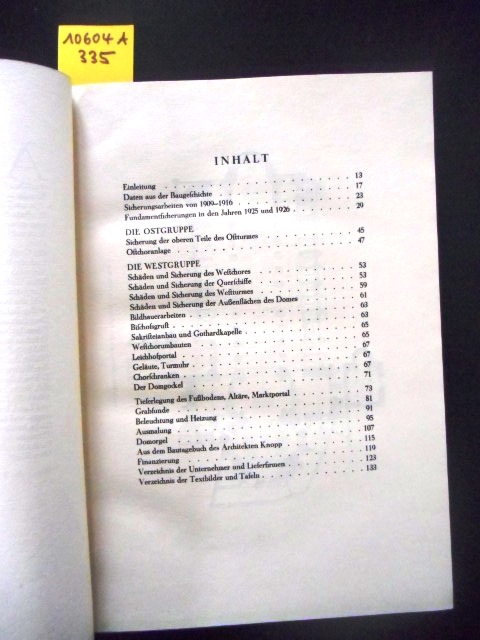 10604 A
335
INHALT
Einleitung . . . . . . . . . . . . . . . . . . . . 13
Daten aus der Baugeschichte . . . . . . . . . . . . . . 17
Sicherungsarbeiten von 1909–1916 . . . . . . . . . . . . 23
Fundamentsicherungen in den Jahren 1925 und 1926 . . . . . . 29
DIE OSTGRUPPE
Sicherung der oberen Teile des Ostturmes . . . . . . . . . 45
Ostchoranlage . . . . . . . . . . . . . . . . . . . 47
DIE WESTGRUPPE
Schäden und Sicherung des Westchores . . . . . . . . . . 53
Schäden und Sicherung der Querschiffe . . . . . . . . . . 53
Schäden und Sicherung des Westturmes . . . . . . . . . . 59
Schäden und Sicherung der Außenflächen des Domes . . . . . 61
Bildhauerarbeiten . . . . . . . . . . . . . . . . . 63
Bischofsgruft . . . . . . . . . . . . . . . . . . . 63
Sakristeianbau und Gothardkapelle . . . . . . . . . . . 65
Westchorumbauten . . . . . . . . . . . . . . . . . 65
Leichhofportal . . . . . . . . . . . . . . . . . . 67
Geläute, Turmuhr . . . . . . . . . . . . . . . . . 67
Chorschranken . . . . . . . . . . . . . . . . . . 67
Der Domgockel . . . . . . . . . . . . . . . . . . 71
Tieferlegung des Fußbodens, Altäre, Marktportal . . . . . . 73
Grabfunde . . . . . . . . . . . . . . . . . . . . 81
Beleuchtung und Heizung . . . . . . . . . . . . . . 91
Ausmalung . . . . . . . . . . . . . . . . . . . . 95
Domorgel . . . . . . . . . . . . . . . . . . . . 107
Aus dem Bautagebuch des Architekten Knopp . . . . . . . 115
Finanzierung . . . . . . . . . . . . . . . . . . . 119
Verzeichnis der Unternehmer und Lieferfirmen . . . . . . . 123
Verzeichnis der Textbilder und Tafeln . . . . . . . . . . 133